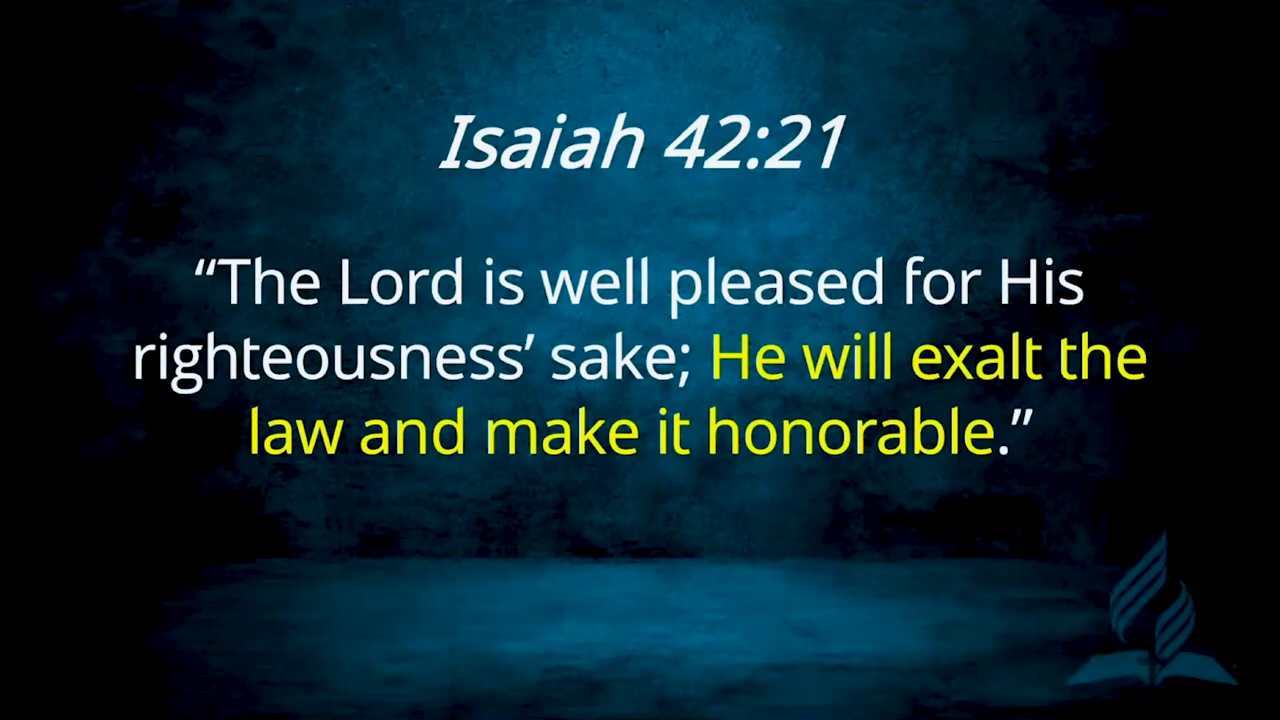 Isaiah 42:21
“The Lord is well pleased for His
righteousness’ sake; He will exalt the
law and make it honorable.”